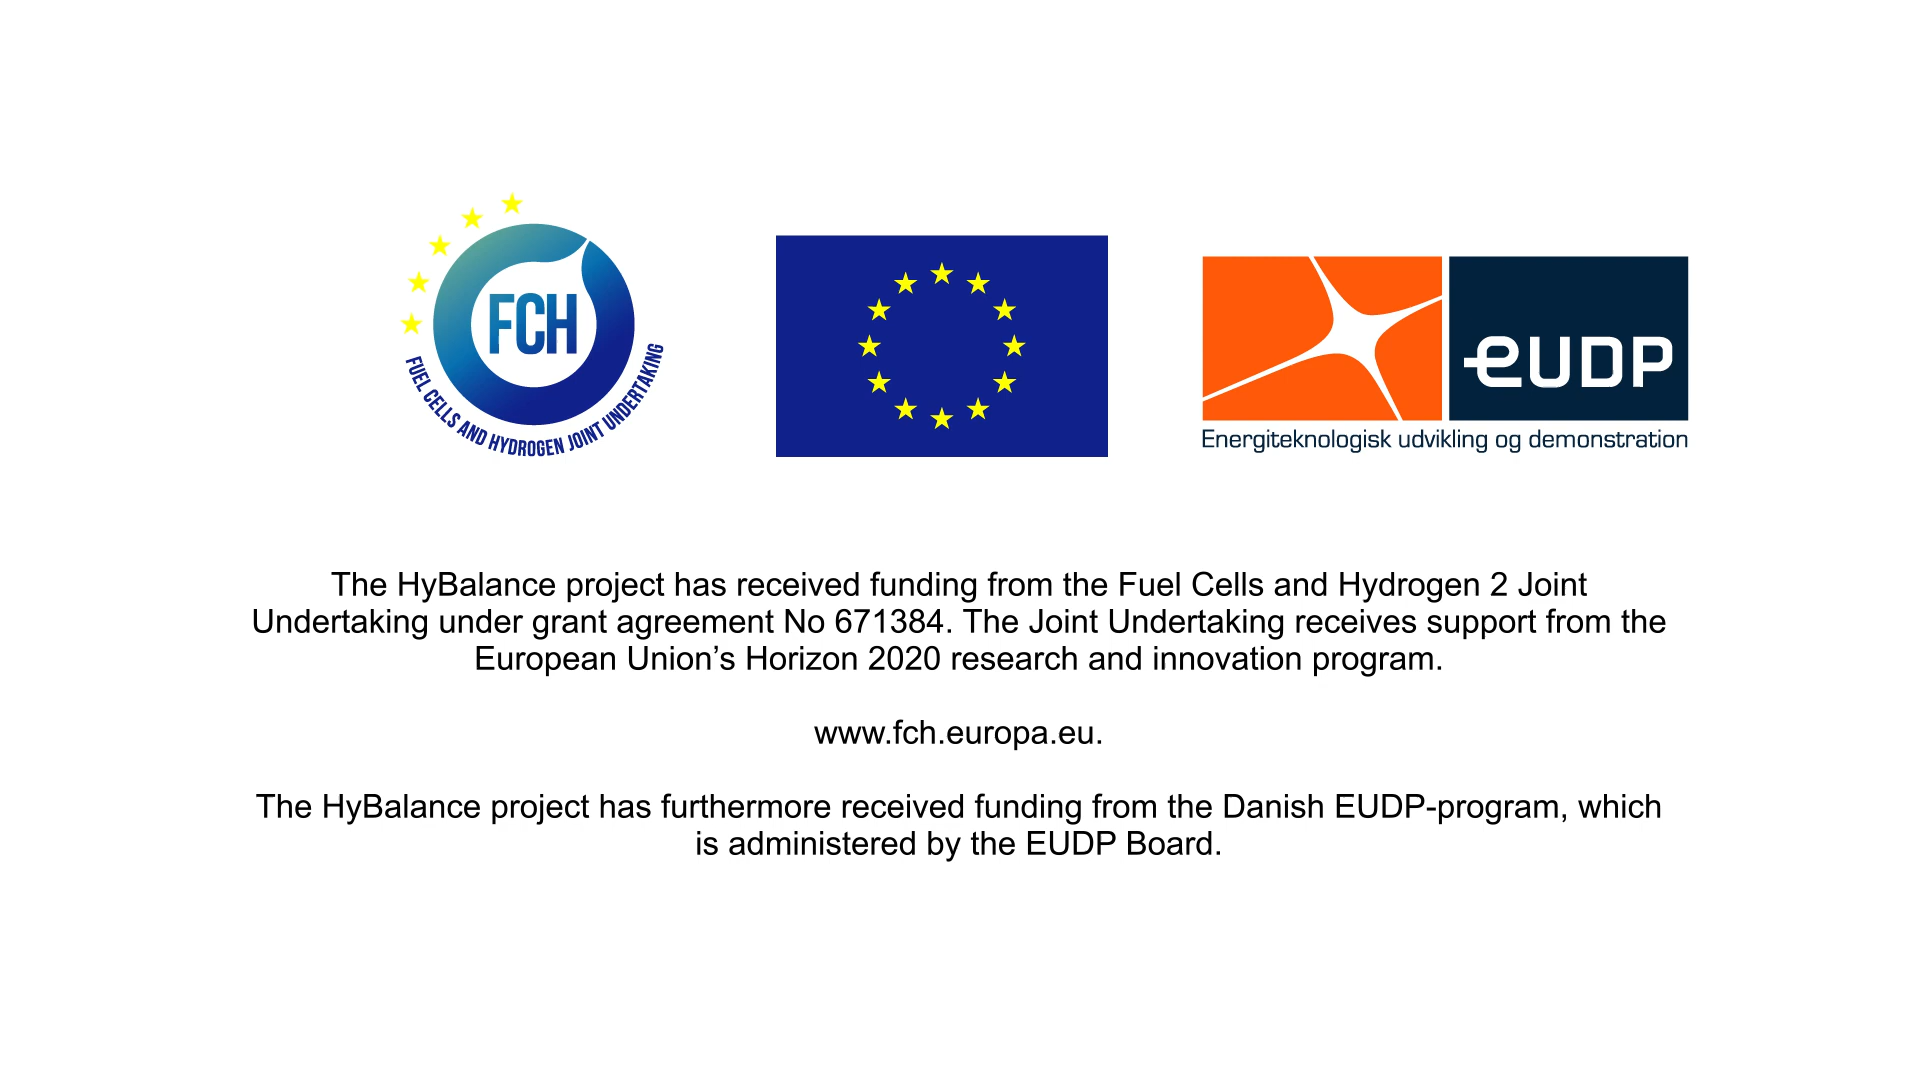 FCH
FUEL CELLS AND HYDROGEN JOINT UNDERTAKING
eUDP
Energiteknologisk udvikling og demonstration
The HyBalance project has received funding from the Fuel Cells and Hydrogen 2 Joint
Undertaking under grant agreement No 671384. The Joint Undertaking receives support from the
European Union’s Horizon 2020 research and innovation program.
www.fch.europa.eu.
The HyBalance project has furthermore received funding from the Danish EUDP-program, which
is administered by the EUDP Board.